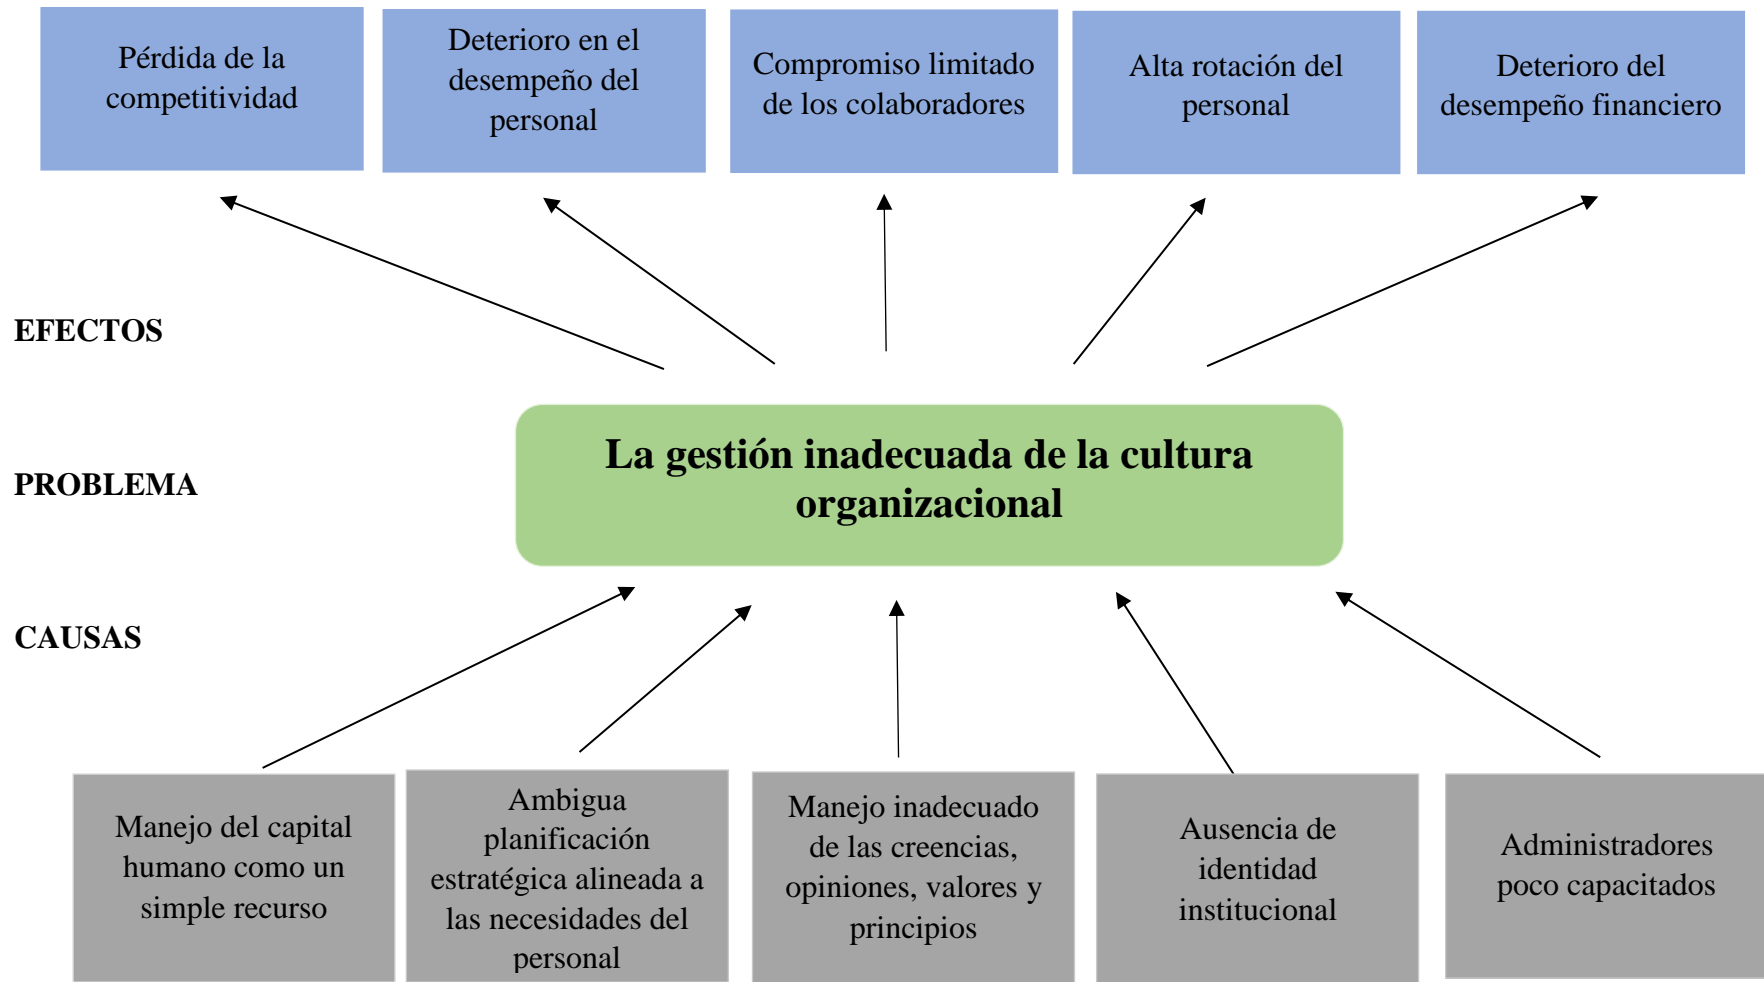 Pérdida de la
competitividad
Deterioro en el
desempeño del
personal
Compromiso limitado
de los colaboradores
Alta rotación del
personal
Deterioro del
desempeño financiero
EFECTOS
La gestión inadecuada de la cultura
organizacional
PROBLEMA
CAUSAS
Manejo del capital
humano como un
simple recurso
Ambigua
planificación
estratégica alineada a
las necesidades del
personal
Manejo inadecuado
de las creencias,
opiniones, valores y
principios
Ausencia de
identidad
institucional
Administradores
poco capacitados